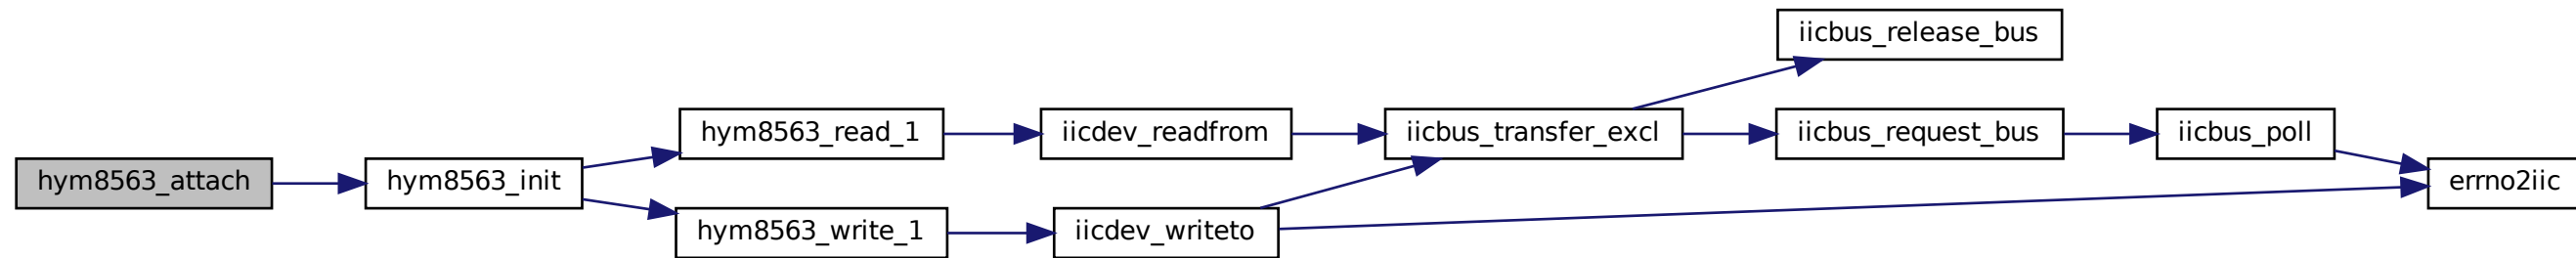 iicbus_release_bus
hym8563_read_1
iicdev_readfrom
iicbus_transfer_excl
iicbus_request_bus
iicbus_poll
hym8563_attach
hym8563_init
errno2iic
hym8563_write_1
iicdev_writeto